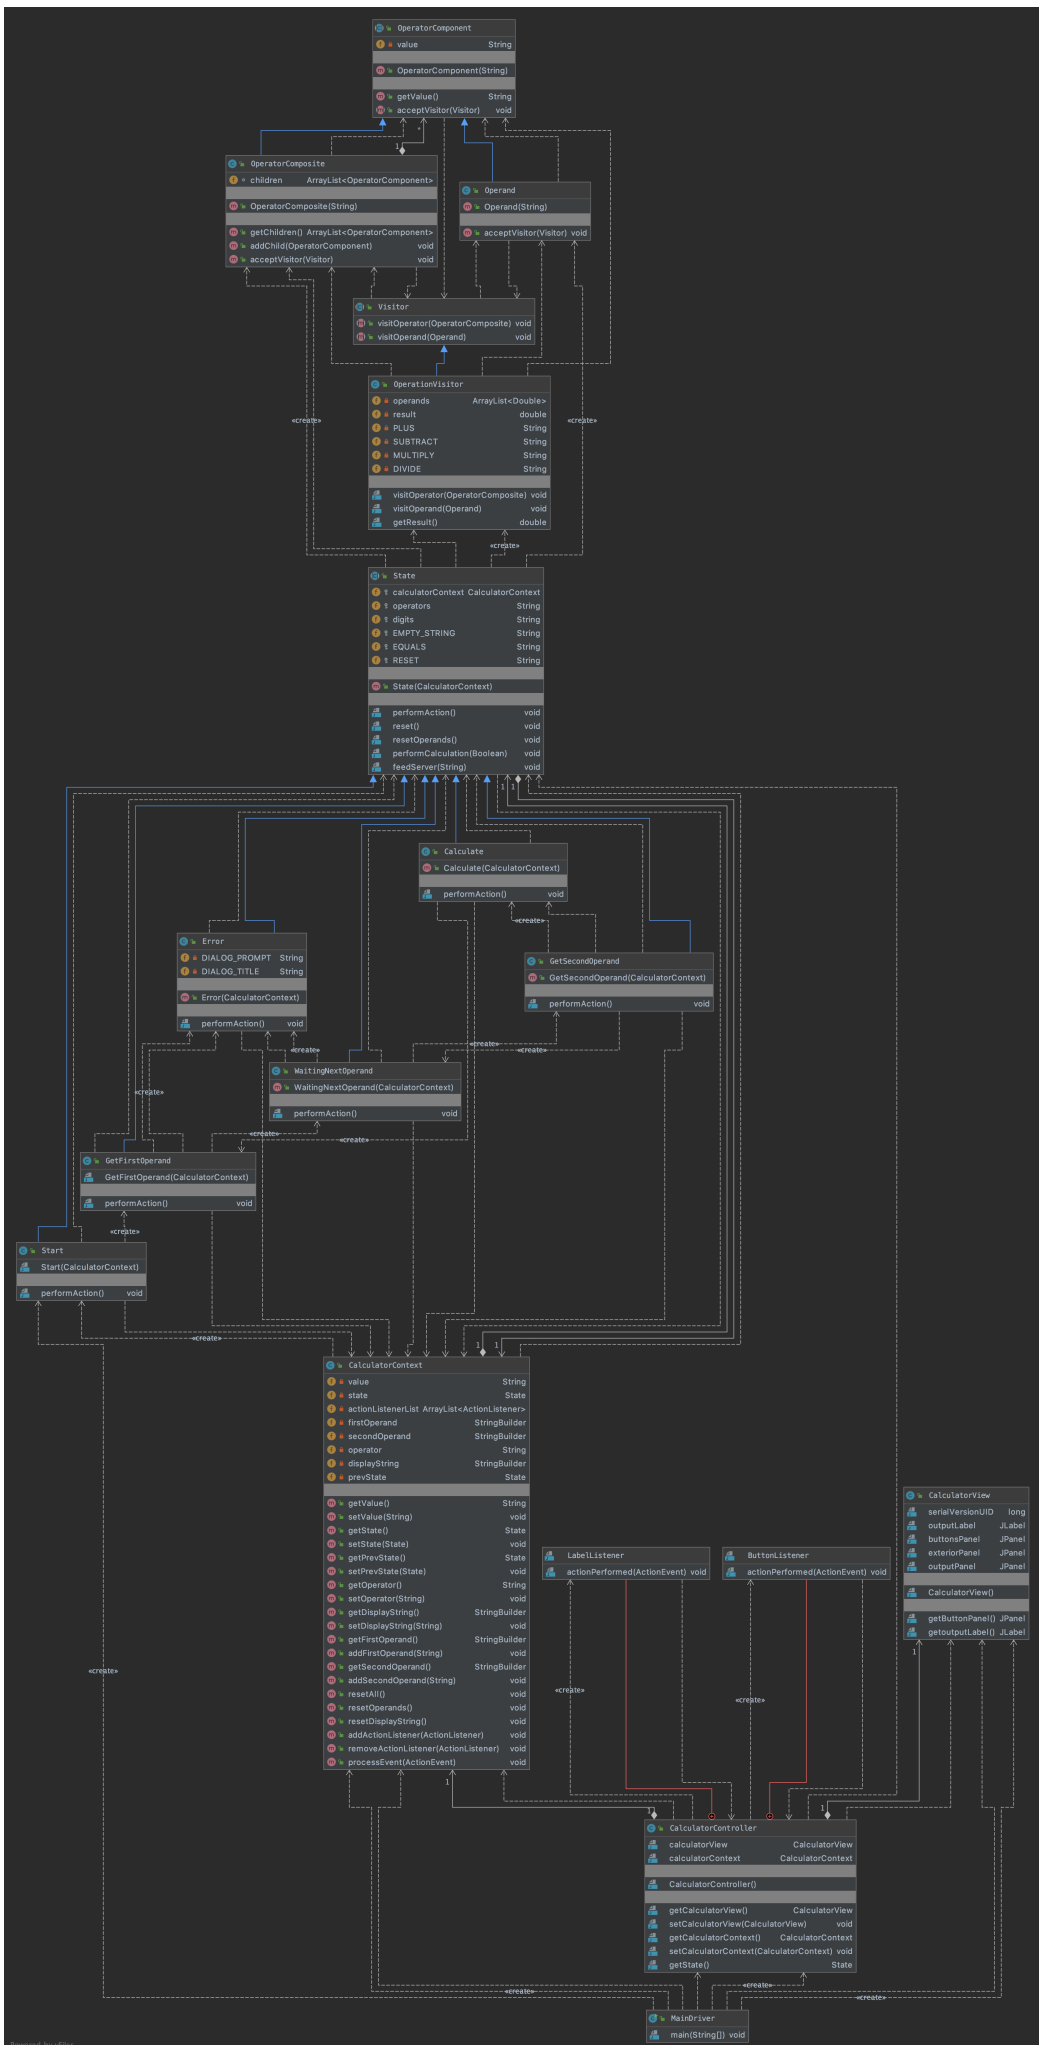 OperatorComponent
value String
OperatorComponent(String)
getValue() String
acceptVisitor(Visitor) void
*
1
OperatorComposite
children ArrayList<OperatorComponent>
OperatorComposite(String)
getChildren() ArrayList<OperatorComponent>
addChild(OperatorComponent) void
acceptVisitor(Visitor) void
Operand
Operand(String)
acceptVisitor(Visitor) void
Visitor
visitOperator(OperatorComposite) void
visitOperand(Operand) void
OperationVisitor
operands ArrayList<Double>
result double
PLUS String
SUBTRACT String
MULTIPLY String
DIVIDE String
visitOperator(OperatorComposite) void
visitOperand(Operand) void
getResult() double
«create»
«create»
«create»
State
calculatorContext CalculatorContext
operators String
digits String
EMPTY_STRING String
EQUALS String
RESET String
State(CalculatorContext)
performAction() void
reset() void
resetOperands() void
performCalculation(Boolean) void
feedServer(String) void
1
1
Calculate
Calculate(CalculatorContext)
performAction() void
«create»
Error
DIALOG_PROMPT String
DIALOG_TITLE String
Error(CalculatorContext)
performAction() void
GetSecondOperand
GetSecondOperand(CalculatorContext)
performAction() void
«create»
«create»
«create»
WaitingNextOperand
WaitingNextOperand(CalculatorContext)
performAction() void
«create»
«create»
«create»
GetFirstOperand
GetFirstOperand(CalculatorContext)
performAction() void
«create»
Start
Start(CalculatorContext)
performAction() void
«create»
1
1
CalculatorContext
value String
state State
actionListenerList ArrayList<ActionListener>
firstOperand StringBuilder
secondOperand StringBuilder
operator String
displayString StringBuilder
prevState State
getValue() String
setValue(String) void
getState() State
setState(State) void
getPrevState() State
setPrevState(State) void
getOperator() String
setOperator(String) void
getDisplayString() StringBuilder
setDisplayString(String) void
getFirstOperand() StringBuilder
addFirstOperand(String) void
getSecondOperand() StringBuilder
addSecondOperand(String) void
resetAll() void
resetOperands() void
resetDisplayString() void
addActionListener(ActionListener) void
removeActionListener(ActionListener) void
processEvent(ActionEvent) void
CalculatorView
serialVersionUID long
outputLabel JLabel
buttonsPanel JPanel
exteriorPanel JPanel
outputPanel JPanel
CalculatorView()
getButtonPanel() JPanel
getoutputLabel() JLabel
LabelListener
actionPerformed(ActionEvent) void
ButtonListener
actionPerformed(ActionEvent) void
1
«create»
«create»
«create»
1
1
1
CalculatorController
calculatorView CalculatorView
calculatorContext CalculatorContext
CalculatorController()
getCalculatorView() CalculatorView
setCalculatorView(CalculatorView) void
getCalculatorContext() CalculatorContext
setCalculatorContext(CalculatorContext) void
getState() State
«create»
«create»
«create»
MainDriver
main(String[]) void
Powered by yFiles